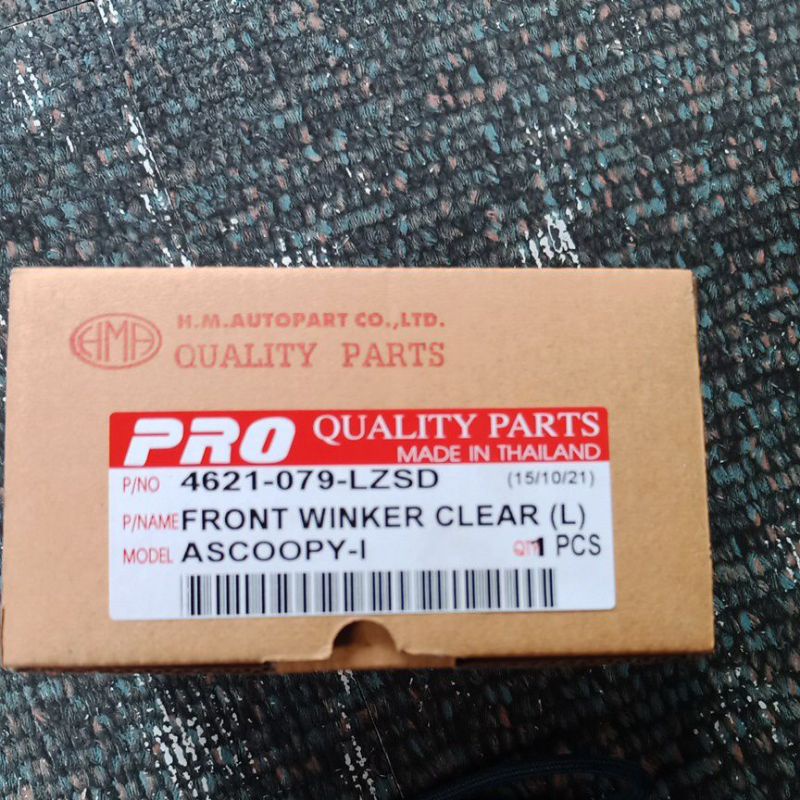 HMA
H.M.AUTOPART CO.,LTD.
QUALITY PARTS
PRO QUALITY PARTS
MADE IN THAILAND
P/NO 4621-079-LZSD (15/10/21)
P/NAME FRONT WINKER CLEAR (L)
MODEL ASCOOPY-I QTY 1 PCS